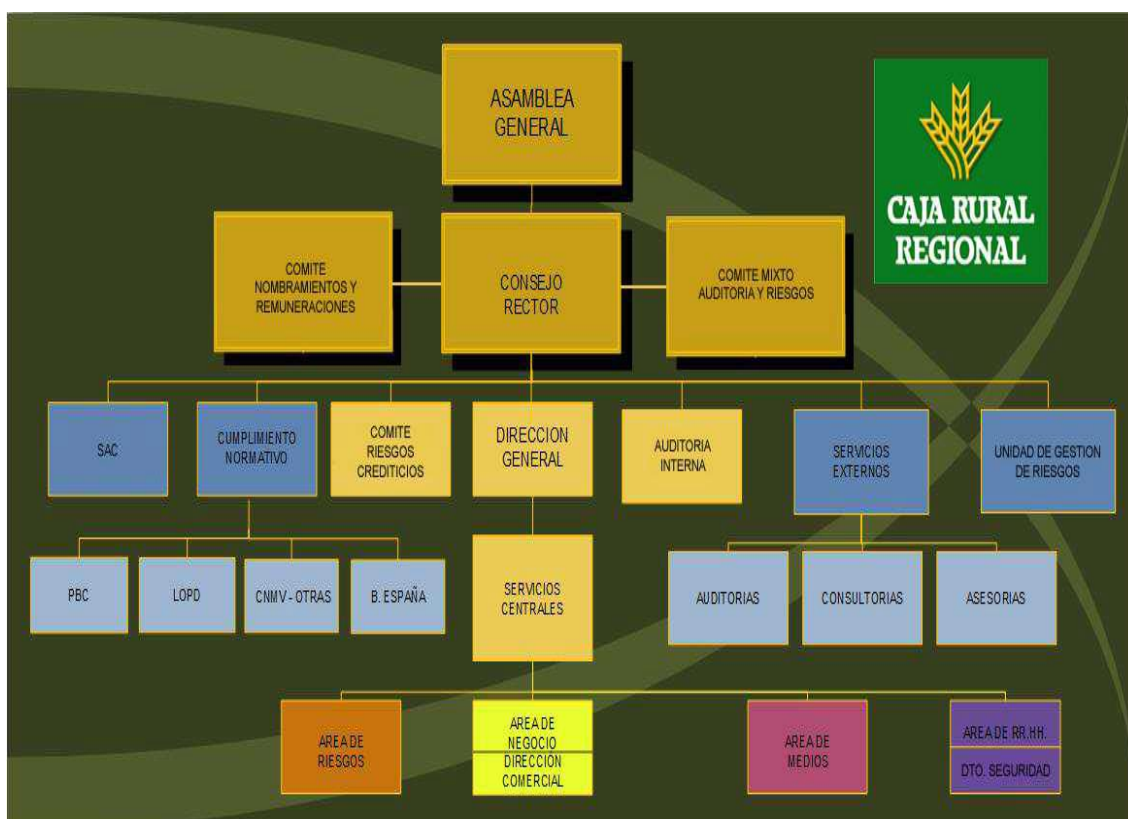 ASAMBLEA
GENERAL
CAJA RURAL
REGIONAL
COMITE
NOMBRAMIENTOS Y
REMUNERACIONES
CONSEJO
RECTOR
COMITE MIXTO
AUDITORIA Y RIESGOS
SAC
CUMPLIMIENTO
NORMATIVO
COMITE
RIESGOS
CREDITICIOS
DIRECCION
GENERAL
AUDITORIA
INTERNA
SERVICIOS
EXTERNOS
UNIDAD DE GESTION
DE RIESGOS
PBC
LOPD
CNMV - OTRAS
B. ESPAÑA
SERVICIOS
CENTRALES
AUDITORIAS
CONSULTORIAS
ASESORIAS
AREA DE
RIESGOS
AREA DE
NEGOCIO
DIRECCIÓN
COMERCIAL
AREA DE
MEDIOS
AREA DE RR.HH.
DTO. SEGURIDAD